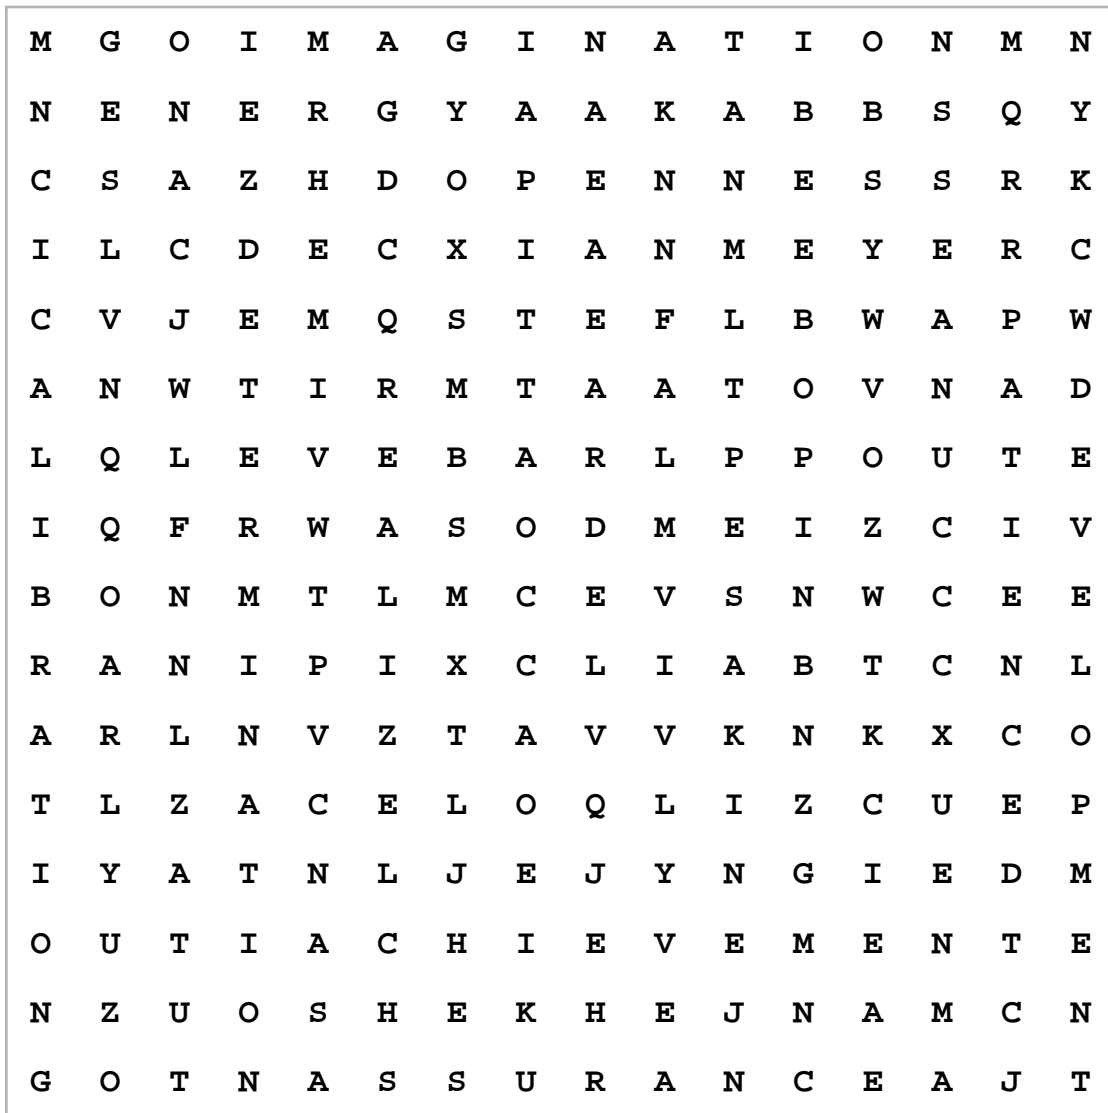 M G O I M A G I N A T I O N M N
N E N E R G Y A A K A B B S Q Y
C S A Z H D O P E N N E S S R K
I L C D E C X I A N M E Y E R C
C V J E M Q S T E F L B W A P W
A N W T I R M T A A T O V N A D
L Q L E V E B A R L P P O U T E
I Q F R W A S O D M E I Z C I V
B O N M T L M C E V S N W C E E
R A N I P I X C L I A B T C N L
A R L N V Z T A V V K N K X C O
T L Z A C E L O Q L I Z C U E P
I Y A T N L J E J Y N G I E D M
O U T I A C H I E V E M E N T E
N Z U O S H E K H E J N A M C N
G O T N A S S U R A N C E A J T